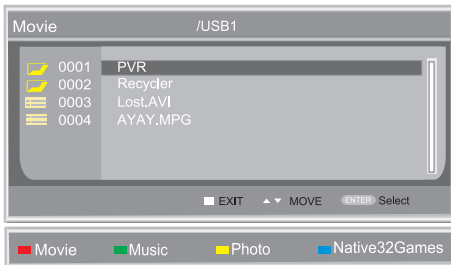 Movie /USB1
0001 PVR
0002 Recycler
0003 Lost.AVI
0004 AYAY.MPG
EXIT MOVE ENTER Select
Movie Music Photo Native32Games